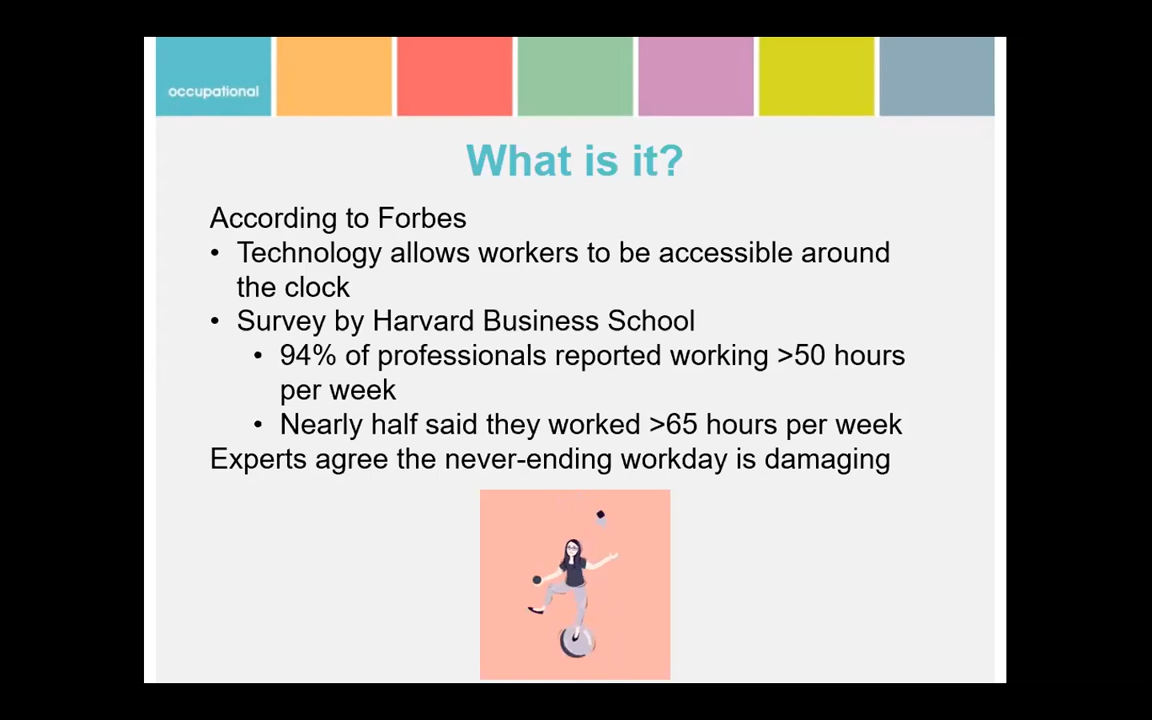 occupational
What is it?
According to Forbes
• Technology allows workers to be accessible around
the clock
• Survey by Harvard Business School
• 94% of professionals reported working >50 hours
per week
• Nearly half said they worked >65 hours per week
Experts agree the never-ending workday is damaging